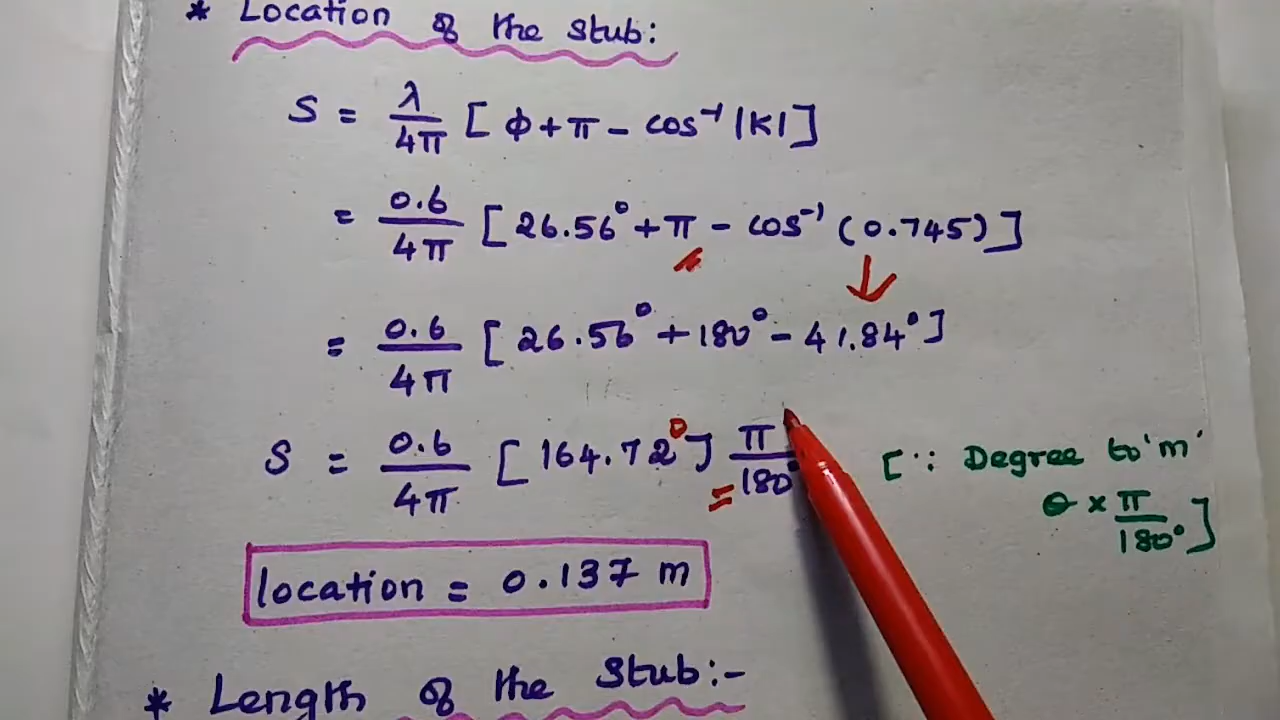 * Location of the stub:
S = λ/4π [ Φ + π - cos⁻¹ |K| ]
= 0.6/4π [ 26.56° + π - cos⁻¹ (0.745) ]
= 0.6/4π [ 26.56° + 180° - 41.84° ]
S = 0.6/4π [ 164.72° ] π/180° [∵ Degree to 'm' θ × π/180° ]
location = 0.137 m
* Length of the stub:-